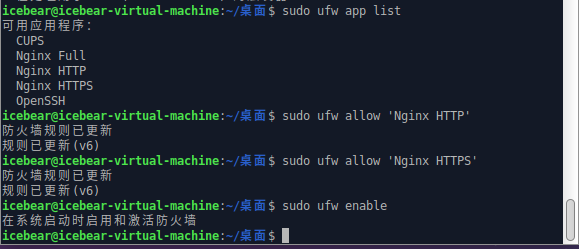 icebear@icebear-virtual-machine:~/桌面$ sudo ufw app list
可用应用程序：
  CUPS
  Nginx Full
  Nginx HTTP
  Nginx HTTPS
  OpenSSH
icebear@icebear-virtual-machine:~/桌面$ sudo ufw allow 'Nginx HTTP'
防火墙规则已更新
规则已更新(v6)
icebear@icebear-virtual-machine:~/桌面$ sudo ufw allow 'Nginx HTTPS'
防火墙规则已更新
规则已更新(v6)
icebear@icebear-virtual-machine:~/桌面$ sudo ufw enable
在系统启动时启用和激活防火墙
icebear@icebear-virtual-machine:~/桌面$